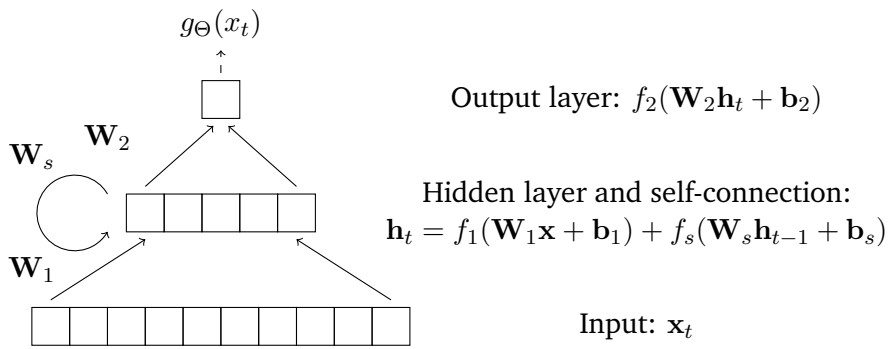 g_Θ(x_t)
Output layer: f_2(W_2h_t + b_2)
W_2
W_s
Hidden layer and self-connection:
h_t = f_1(W_1x + b_1) + f_s(W_sh_{t−1} + b_s)
W_1
Input: x_t